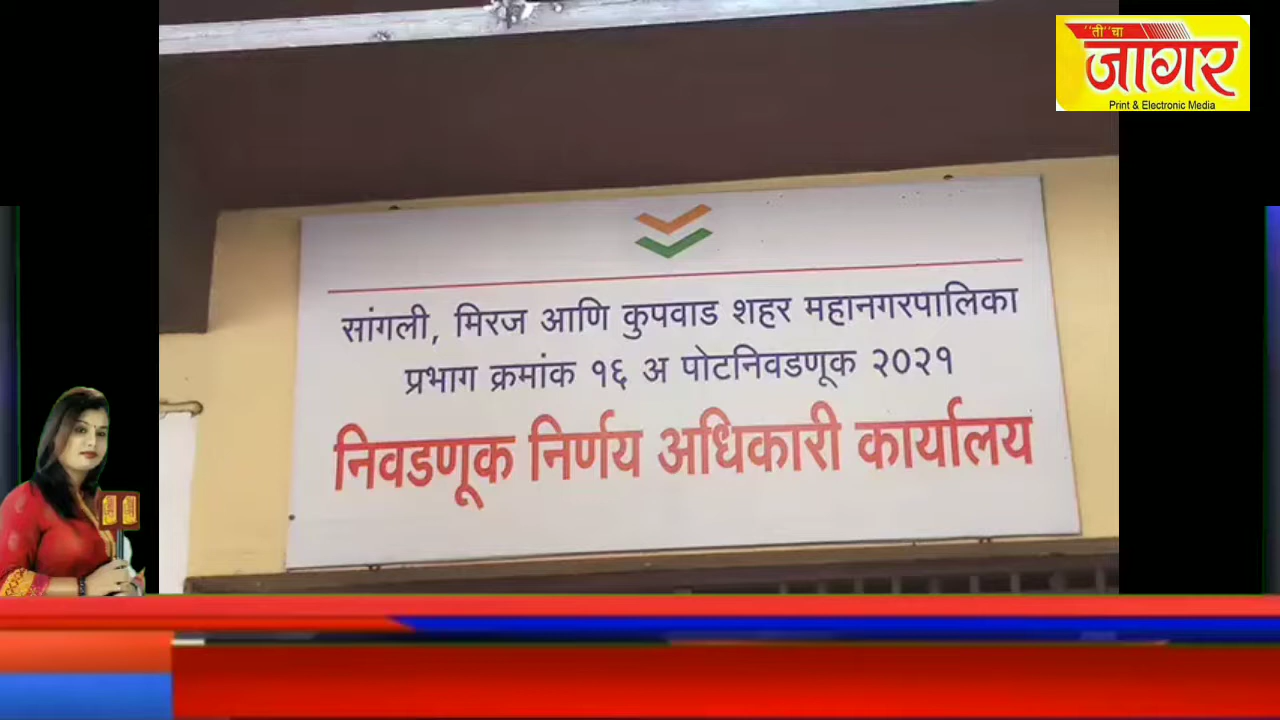 "ती"चा
जागर
Print & Electronic Media
सांगली, मिरज आणि कुपवाड शहर महानगरपालिका
प्रभाग क्रमांक १६ अ पोटनिवडणूक २०२१
निवडणूक निर्णय अधिकारी कार्यालय